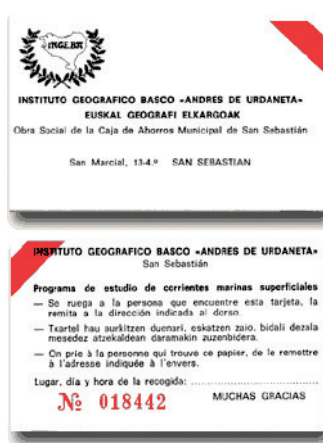 INGEBA
INSTITUTO GEOGRAFICO BASCO «ANDRES DE URDANETA»
EUSKAL GEOGRAFI ELKARGOAK
Obra Social de la Caja de Ahorros Municipal de San Sebastián
San Marcial, 13-4.º SAN SEBASTIAN
INSTITUTO GEOGRAFICO BASCO «ANDRES DE URDANETA»
San Sebastián
Programa de estudio de corrientes marinas superficiales
— Se ruega a la persona que encuentre esta tarjeta, la
remita a la dirección indicada al dorso.
— Txartel hau aurkitzen duenari, eskatzen zaio, bidali dezala
mesedez atzekaldean daramakin zuzenbidera.
— On prie à la personne qui trouve ce papier, de le remettre
à l'adresse indiquée à l'envers.
Lugar, día y hora de la recogida: ..............................
Nº 018442 MUCHAS GRACIAS